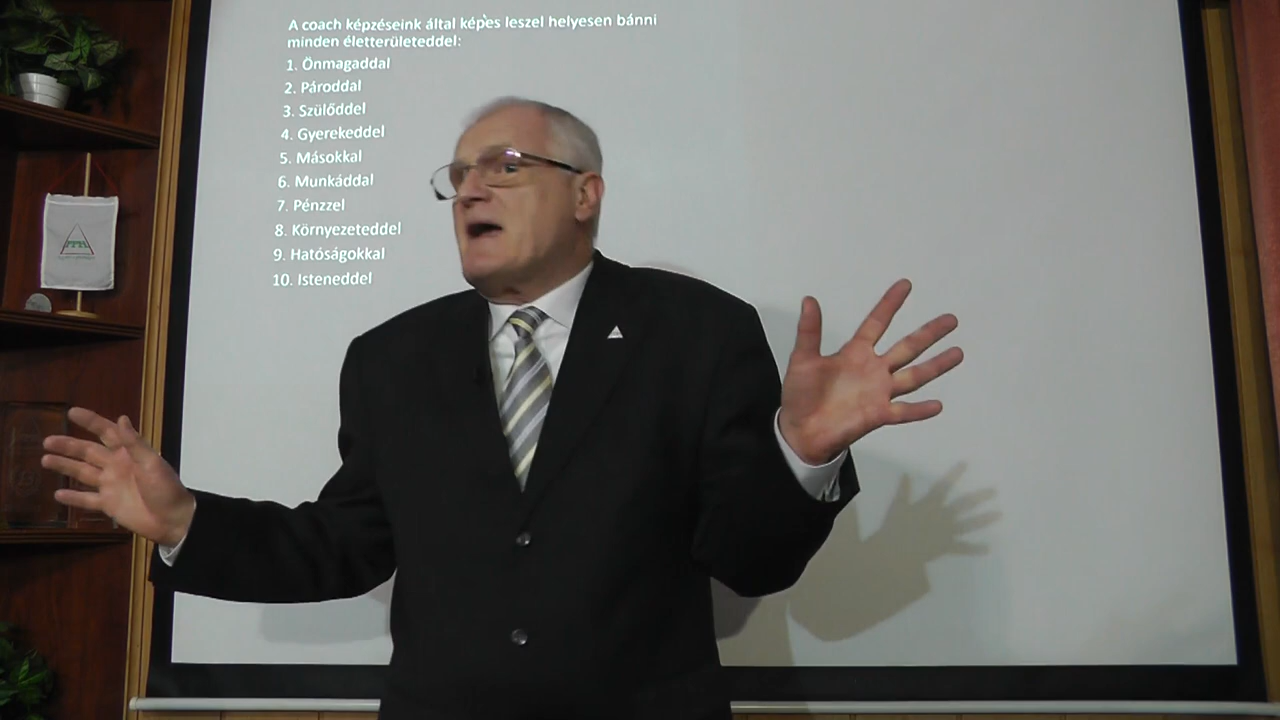 A coach képzéseink által képes leszel helyesen bánni
minden életterületeddel:
1. Önmagaddal
2. Pároddal
3. Szülőddel
4. Gyerekeddel
5. Másokkal
6. Munkáddal
7. Pénzzel
8. Környezeteddel
9. Hatóságokkal
10. Isteneddel